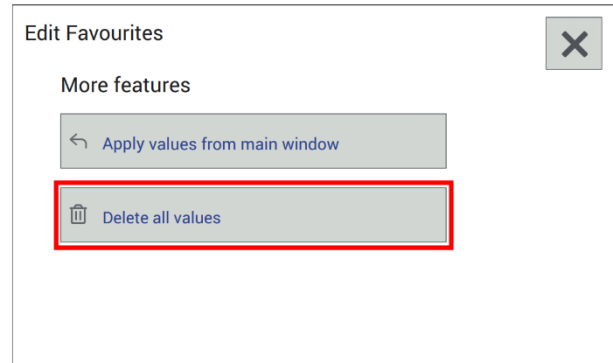 Edit Favourites
More features
Apply values from main window
Delete all values